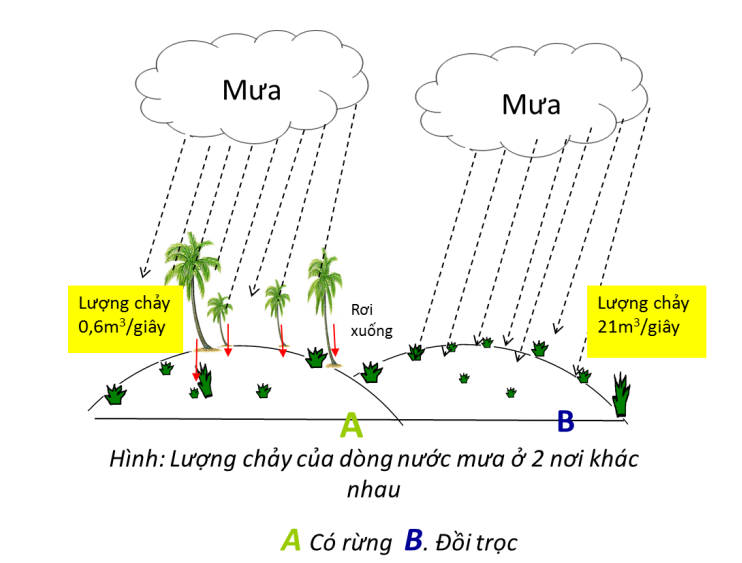 Mưa
Mưa
Lượng chảy
0,6m³/giây
Rơi
xuống
Lượng chảy
21m³/giây
A
B
Hình: Lượng chảy của dòng nước mưa ở 2 nơi khác
nhau
A Có rừng B. Đồi trọc